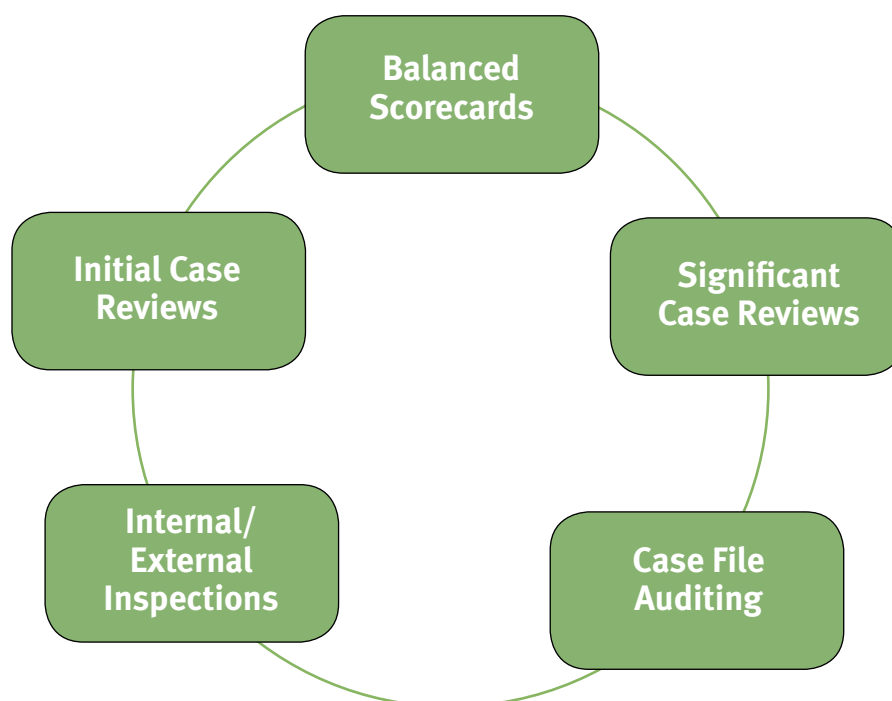 Balanced
Scorecards
Initial Case
Reviews
Significant
Case Reviews
Internal/
External
Inspections
Case File
Auditing